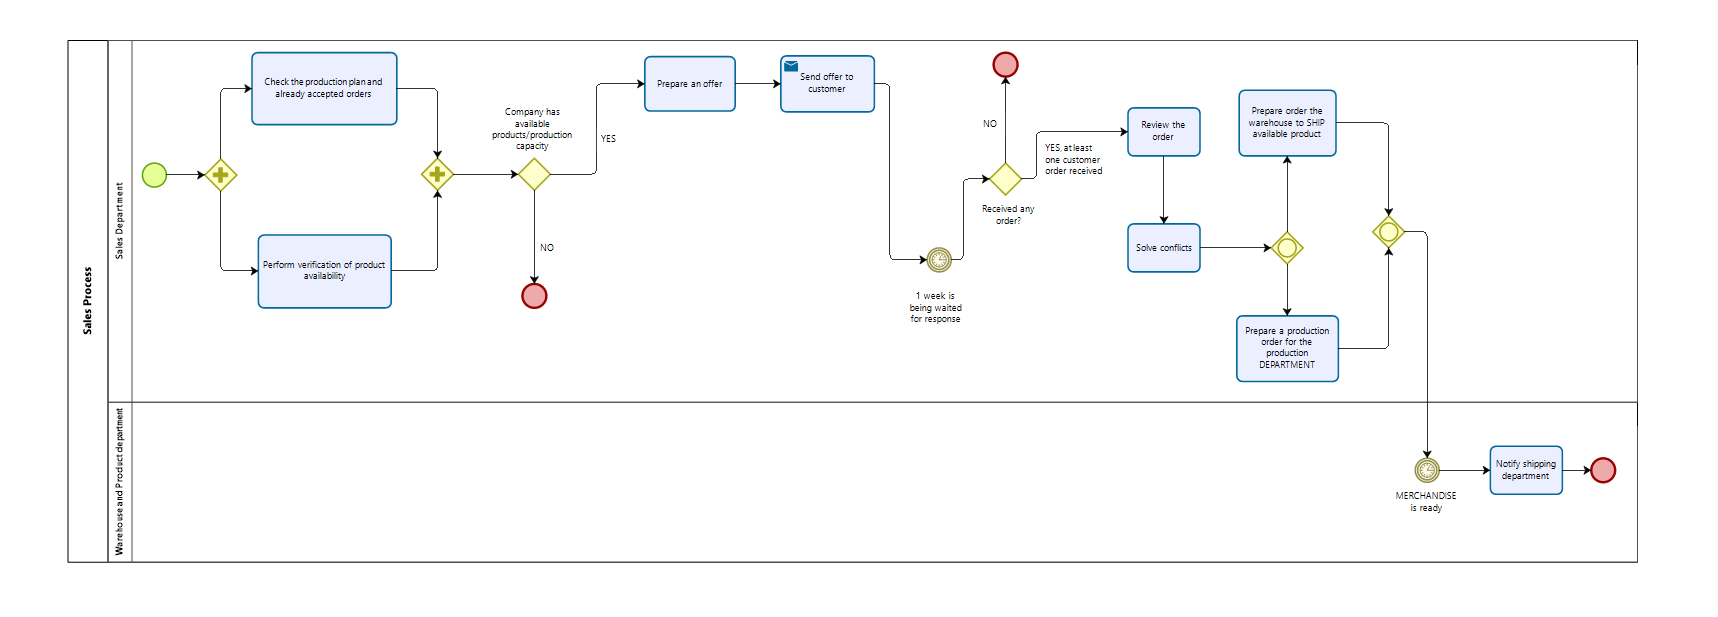 Sales Process
Sales Department
Check the production plan and
already accepted orders
Perform verification of product
availability
Company has
available
products/production
capacity
YES
NO
Prepare an offer
Send offer to
customer
1 week is
being waited
for response
NO
Received any
order?
YES, at least
one customer
order received
Review the
order
Solve conflicts
Prepare order the
warehouse to SHIP
available product
Prepare a production
order for the
production
DEPARTMENT
Warehouse and Product department
MERCHANDISE
is ready
Notify shipping
department